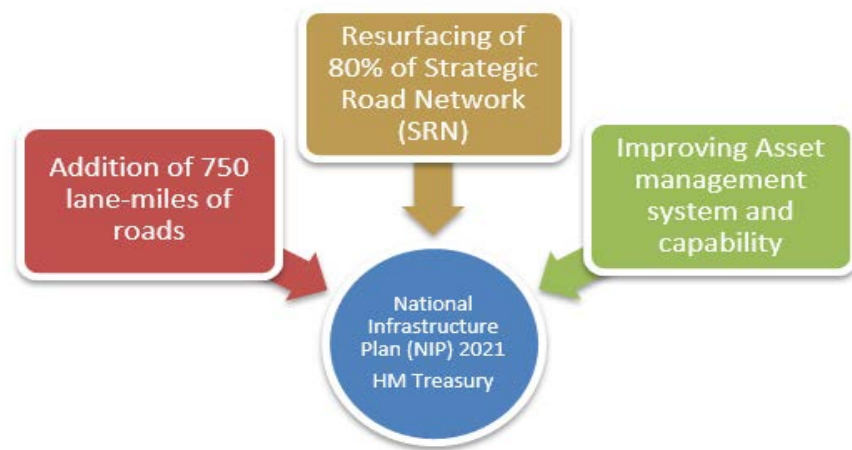 Resurfacing of
80% of Strategic
Road Network
(SRN)
Addition of 750
lane-miles of
roads
Improving Asset
management
system and
capability
National
Infrastructure
Plan (NIP) 2021
HM Treasury